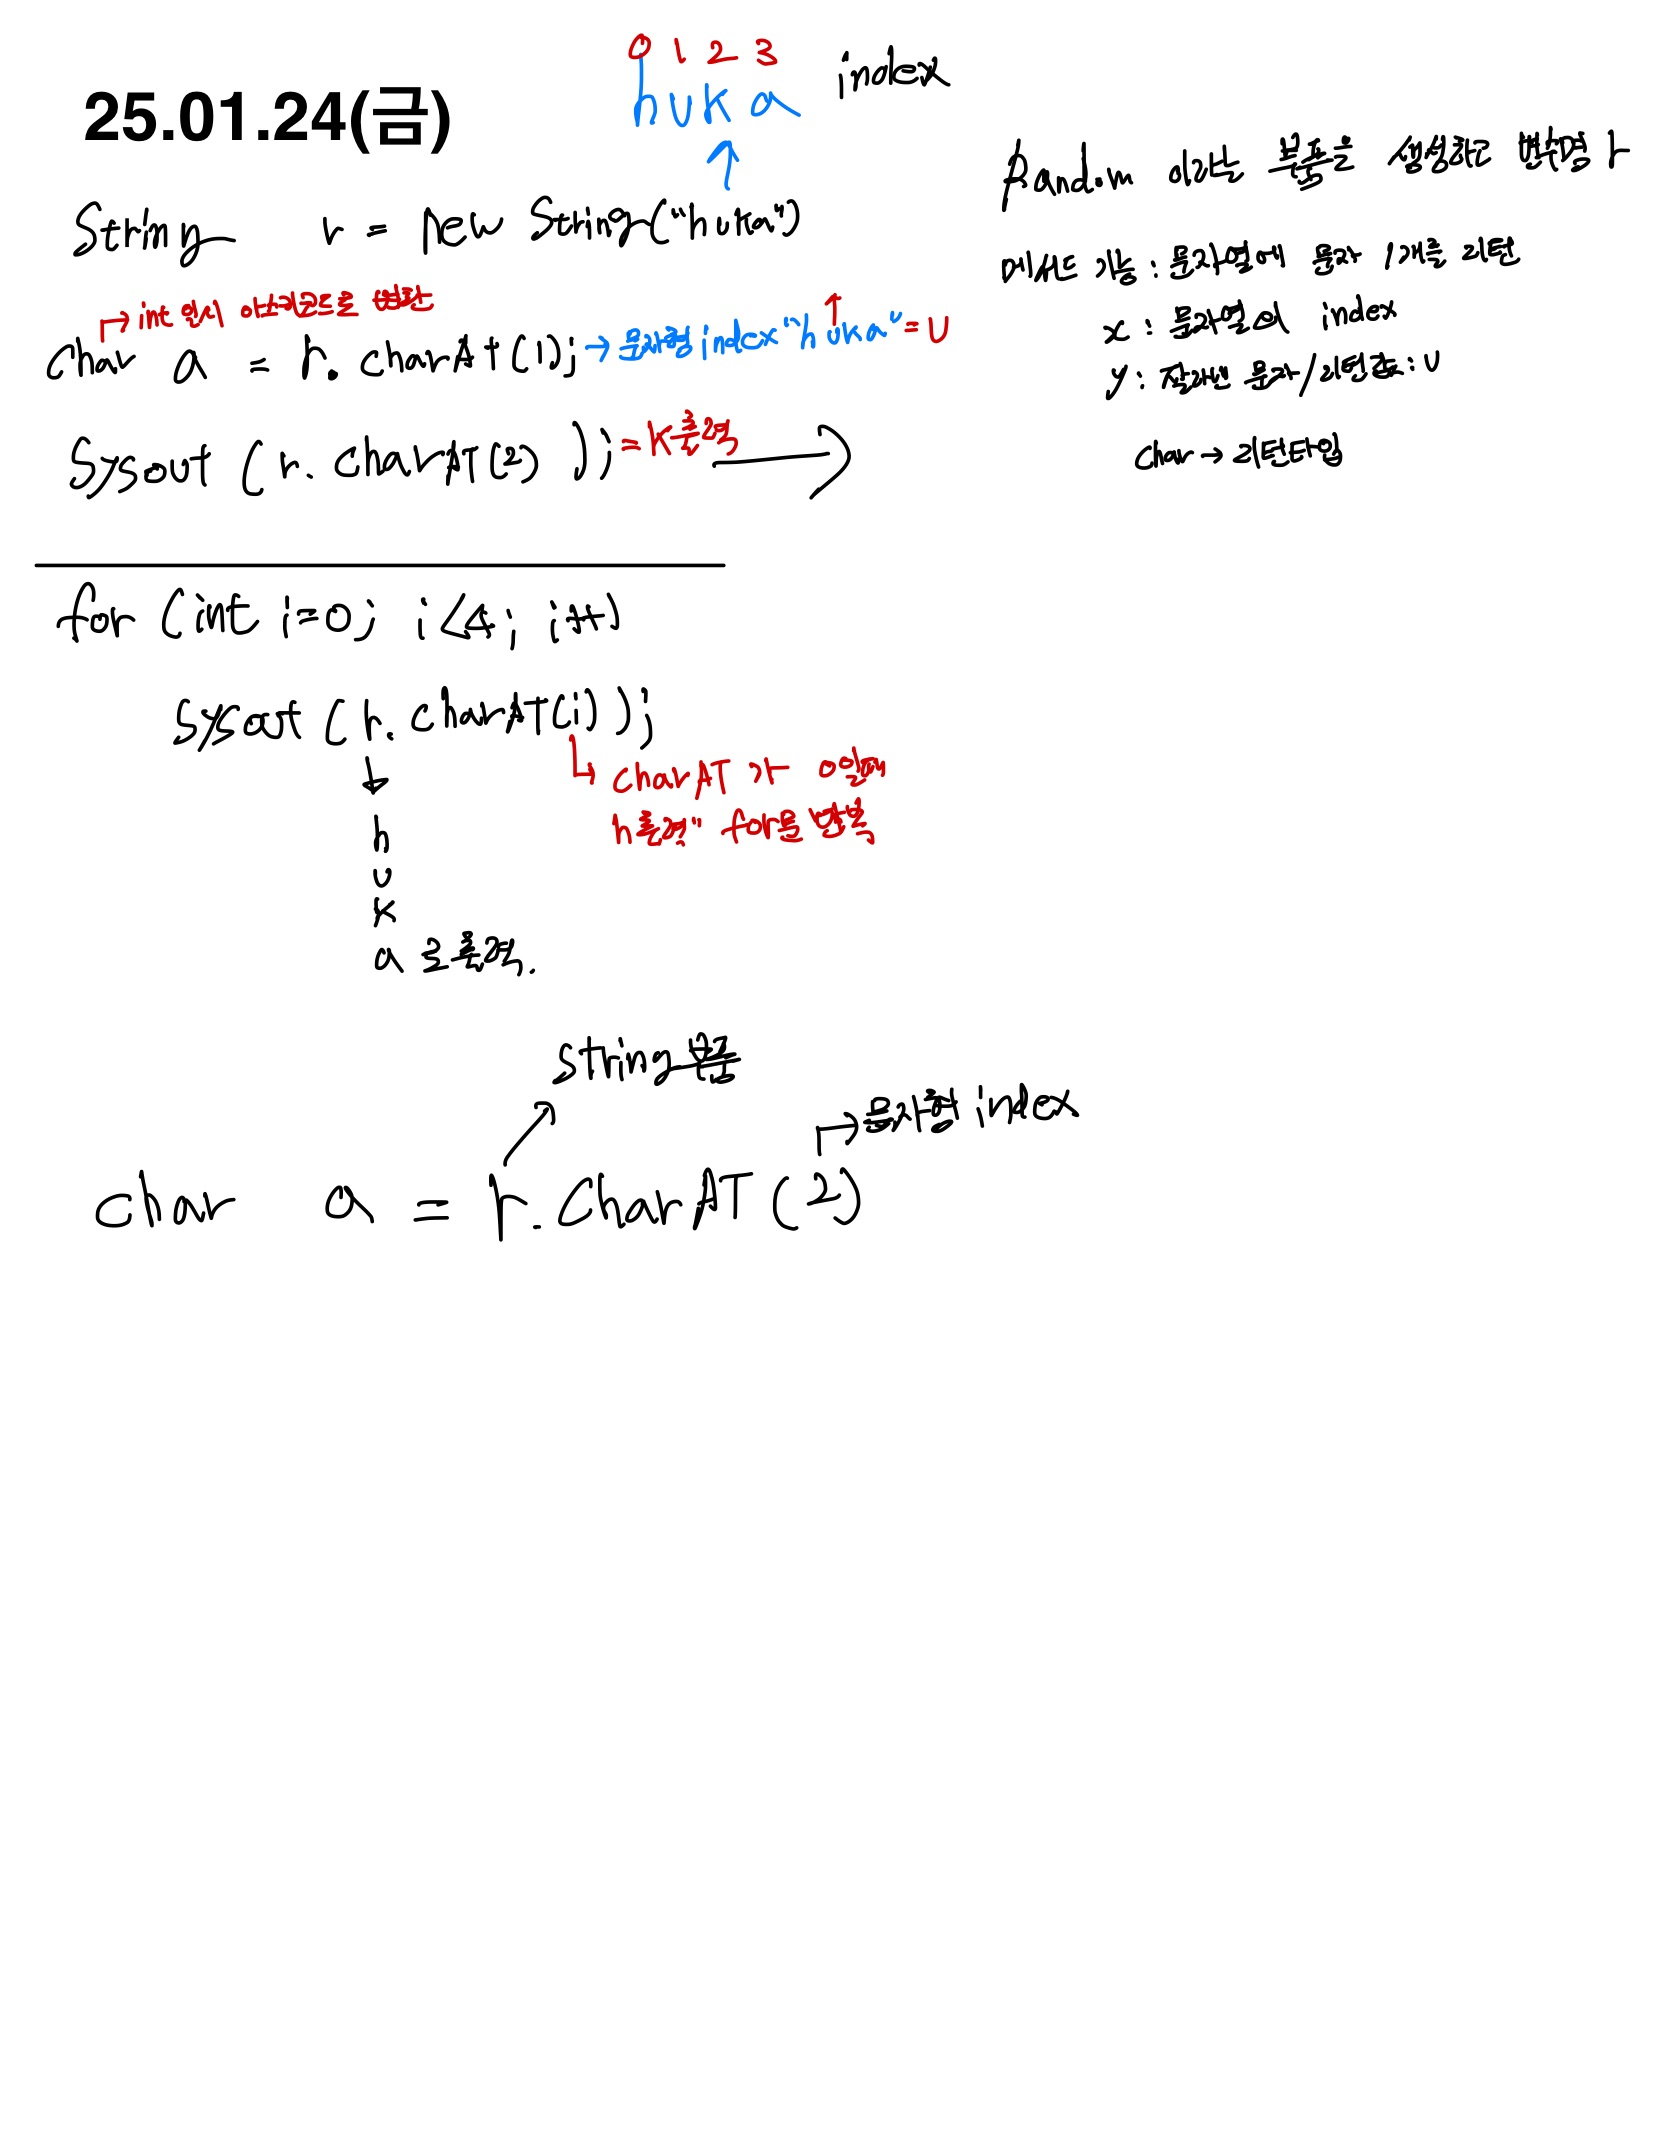 0 1 2 3
huka index
25.01.24(금)
String r = new String("huka")
Random 이라는 부품을 생성하고 변수명 r
메서드 기능 : 문자열에 문자 1개를 리턴
x : 문자열의 index
y : 잘라낸 문자/리턴값 : u
char → 리턴타입
int 일시 아스키코드로 변환
char a = r. charAt(1); → 문자형 index "huka" = u
Sysout (r. charAT(2) ); = k출력
for (int i=0; i<4; i++)
Sysout (r. charAT(i));
charAT 가 0일때
h출력" for문 반복
h
u
k
a 로 출력.
string 부품
문자형 index
char a = r. CharAT (2)